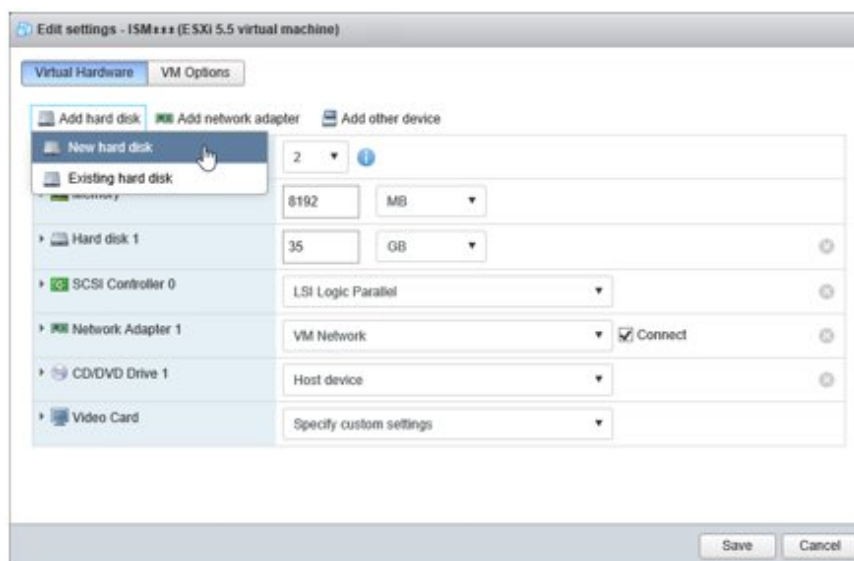 Edit settings - ISM*** (ESXi 5.5 virtual machine)
Virtual Hardware VM Options
Add hard disk Add network adapter Add other device
New hard disk
2
Existing hard disk
Memory 8192 MB
Hard disk 1 35 GB
SCSI Controller 0 LSI Logic Parallel
Network Adapter 1 VM Network Connect
CD/DVD Drive 1 Host device
Video Card Specify custom settings
Save Cancel